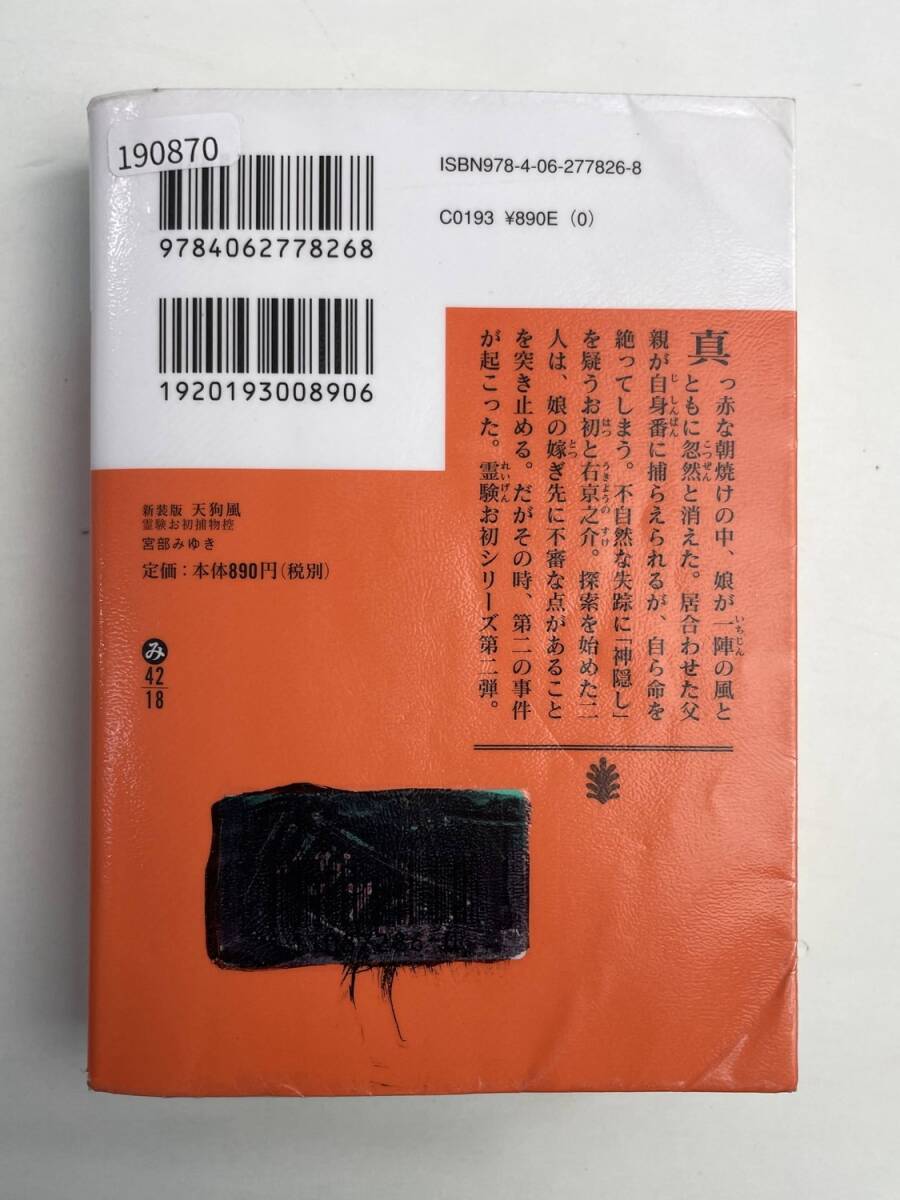 190870
ISBN978-4-06-277826-8
C0193 ¥890E (0)
9784062778268
1920193008906
真っ赤な朝焼けの中、娘が一陣の風と
ともに忽然と消えた。居合わせた父
親が自身番に捕らえられるが、自ら命を
絶ってしまう。不自然な失踪に「神隠し」
を疑うお初と右京之介。探索を始めた二
人は、娘の嫁ぎ先に不審な点があること
を突き止める。だがその時、第二の事件
が起こった。霊験お初シリーズ第二弾。
新装版 天狗風
霊験お初捕物控
宮部みゆき
定価:本体890円(税別)
み
42
18